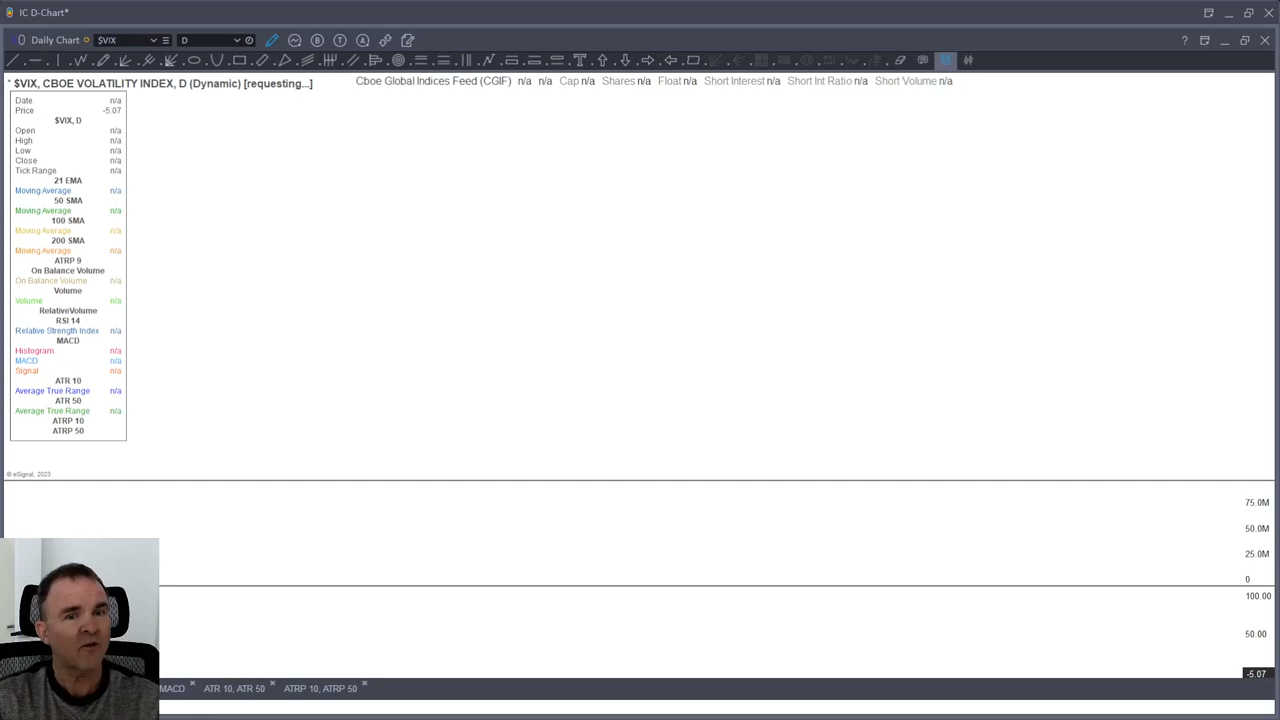 IC D-Chart*
Daily Chart $VIX D
* $VIX, CBOE VOLATILITY INDEX, D (Dynamic) [requesting...] Cboe Global Indices Feed (CGIF) n/a n/a Cap n/a Shares n/a Float n/a Short Interest n/a Short Int Ratio n/a Short Volume n/a
Date n/a
Price -5.07
$VIX, D
Open n/a
High n/a
Low n/a
Close n/a
Tick Range n/a
21 EMA
Moving Average n/a
50 SMA
Moving Average n/a
100 SMA
Moving Average n/a
200 SMA
Moving Average n/a
ATRP 9
On Balance Volume
On Balance Volume n/a
Volume
Volume n/a
RelativeVolume
RSI 14
Relative Strength Index n/a
MACD
Histogram n/a
MACD n/a
Signal n/a
ATR 10
Average True Range n/a
ATR 50
Average True Range n/a
ATRP 10
ATRP 50
© eSignal, 2023
75.0M
50.0M
25.0M
0
100.00
50.00
-5.07
MACD ATR 10, ATR 50 ATRP 10, ATRP 50